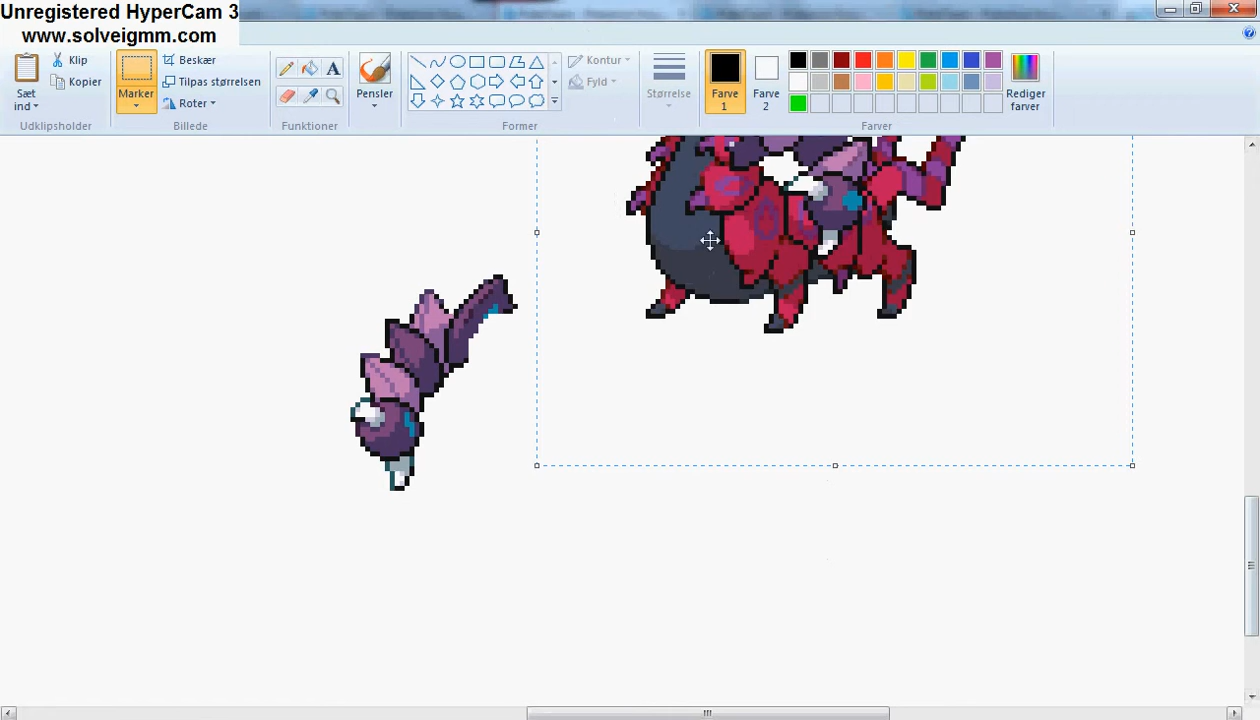 Unregistered HyperCam 3
www.solveigmm.com
Sæt
ind
Klip
Kopier
Udklipsholder
Marker
Beskær
Tilpas størrelsen
Roter
Billede
A
Funktioner
Pensler
Former
Kontur
Fyld
Størrelse
Farve
1
Farve
2
Rediger
farver
Farver